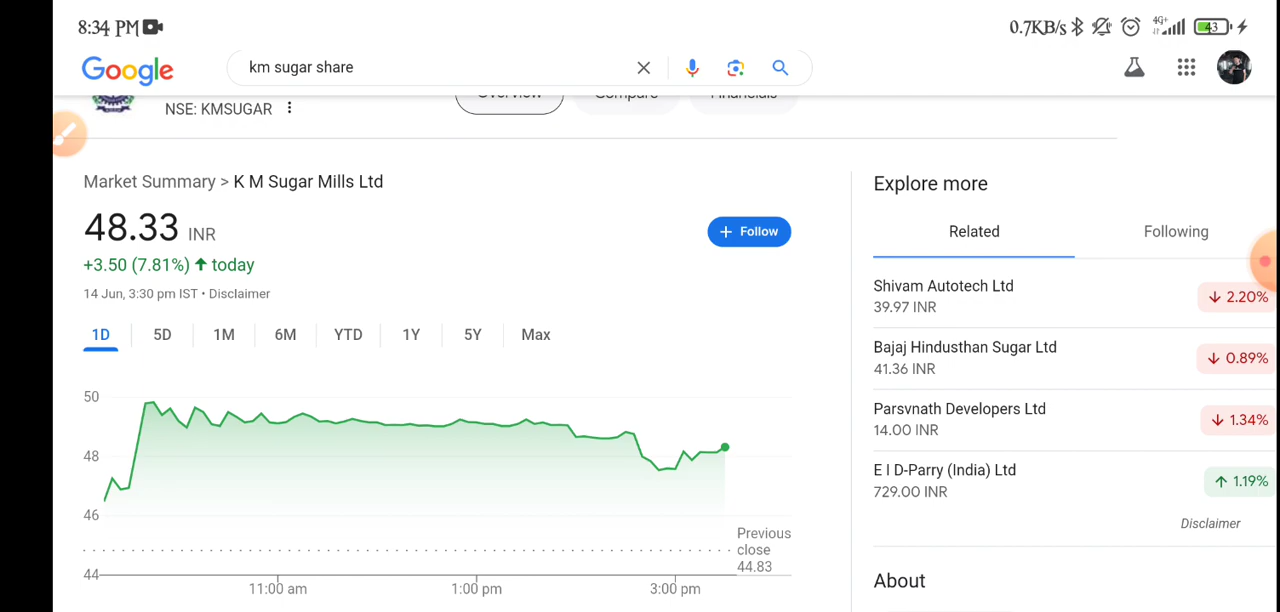 8:34 PM
0.7KB/s 4G+ 43
Google
km sugar share
NSE: KMSUGAR
Overview Compare Financials
Market Summary > K M Sugar Mills Ltd
48.33 INR
+3.50 (7.81%) ↑ today
14 Jun, 3:30 pm IST • Disclaimer
+ Follow
1D 5D 1M 6M YTD 1Y 5Y Max
50
48
46
44
Previous
close
44.83
11:00 am 1:00 pm 3:00 pm
Explore more
Related Following
Shivam Autotech Ltd
39.97 INR
↓ 2.20%
Bajaj Hindusthan Sugar Ltd
41.36 INR
↓ 0.89%
Parsvnath Developers Ltd
14.00 INR
↓ 1.34%
E I D-Parry (India) Ltd
729.00 INR
↑ 1.19%
Disclaimer
About